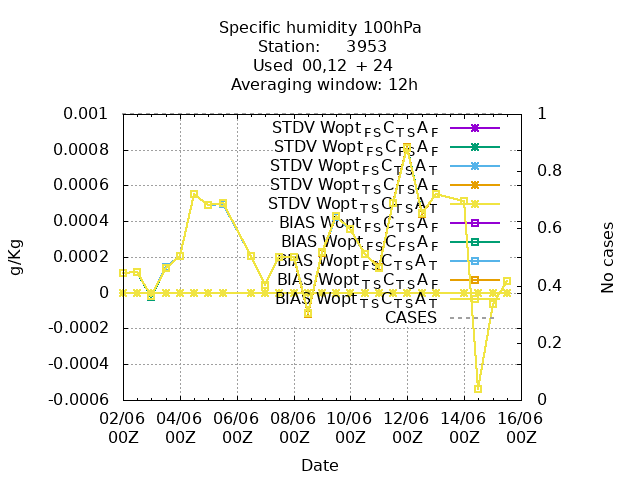 Specific humidity 100hPa
Station: 3953
Used 00,12 + 24
Averaging window: 12h
0.001
0.0008
0.0006
0.0004
0.0002
0
-0.0002
-0.0004
-0.0006
g/Kg
STDV Wopt FS C TS A F
STDV Wopt FS C FS A F
STDV Wopt FS C TS A T
STDV Wopt TS C TS A F
STDV Wopt TS C TS A T
BIAS Wopt FS C TS A F
BIAS Wopt FS C FS A F
BIAS Wopt FS C TS A T
BIAS Wopt TS C TS A F
BIAS Wopt TS C TS A T
CASES
1
0.8
0.6
0.4
0.2
0
No cases
02/06 04/06 06/06 08/06 10/06 12/06 14/06 16/06
00Z 00Z 00Z 00Z 00Z 00Z 00Z 00Z
Date